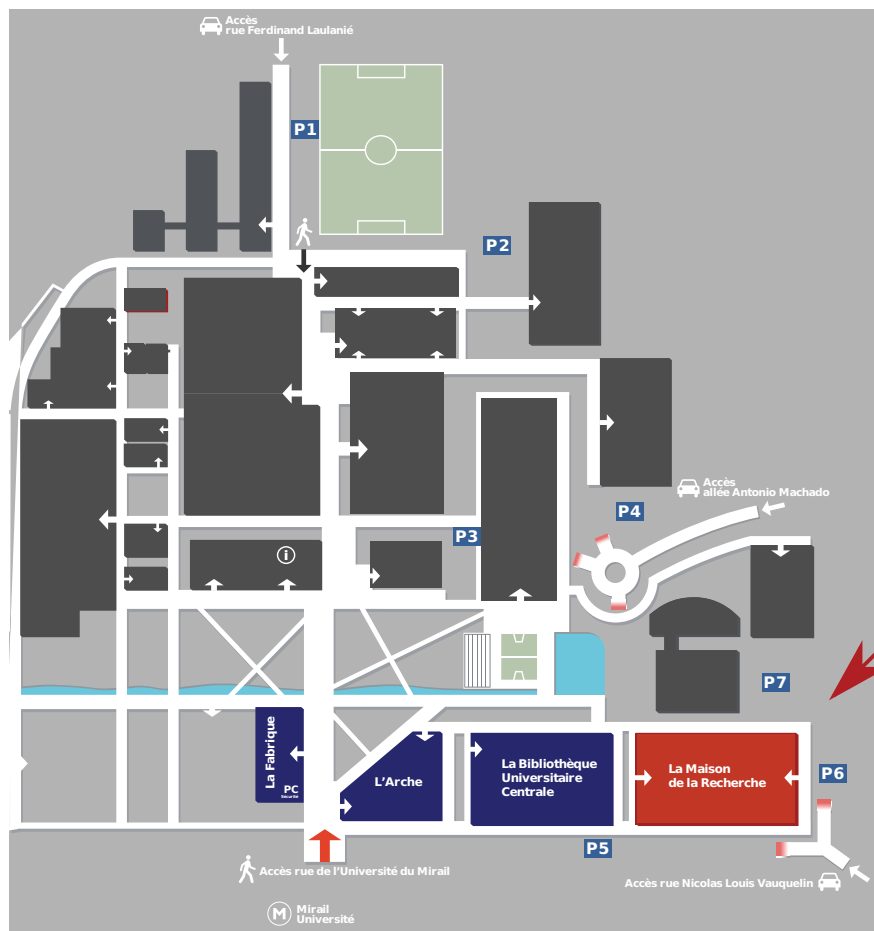 Accès
rue Ferdinand Laulanié
P1
P2
Accès
allée Antonio Machado
P4
P3
i
P7
La Fabrique
PC
Sécurité
L’Arche
La Bibliothèque
Universitaire
Centrale
La Maison
de la Recherche
P6
P5
Accès rue de l’Université du Mirail
Accès rue Nicolas Louis Vauquelin
M
Mirail
Université